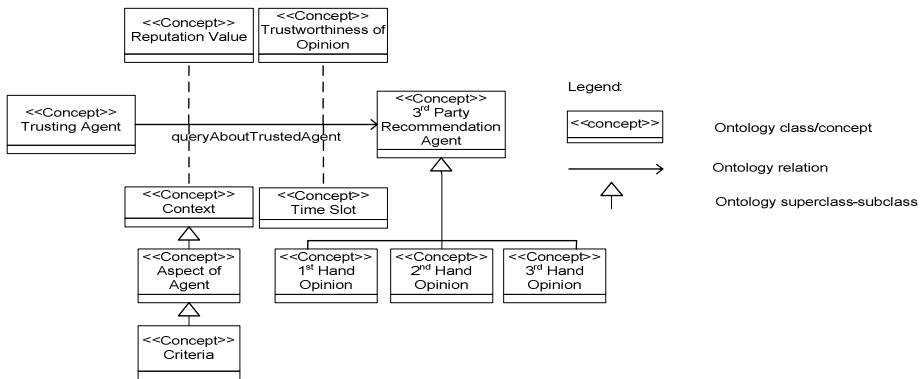 <<Concept>>
Reputation Value
<<Concept>>
Trustworthiness of
Opinion
<<Concept>>
Trusting Agent
queryAboutTrustedAgent
<<Concept>>
3rd Party
Recommendation
Agent
<<Concept>>
Context
<<Concept>>
Time Slot
<<Concept>>
Aspect of
Agent
<<Concept>>
1st Hand
Opinion
<<Concept>>
2nd Hand
Opinion
<<Concept>>
3rd Hand
Opinion
<<Concept>>
Criteria
Legend:
<<concept>>
Ontology class/concept
Ontology relation
Ontology superclass-subclass